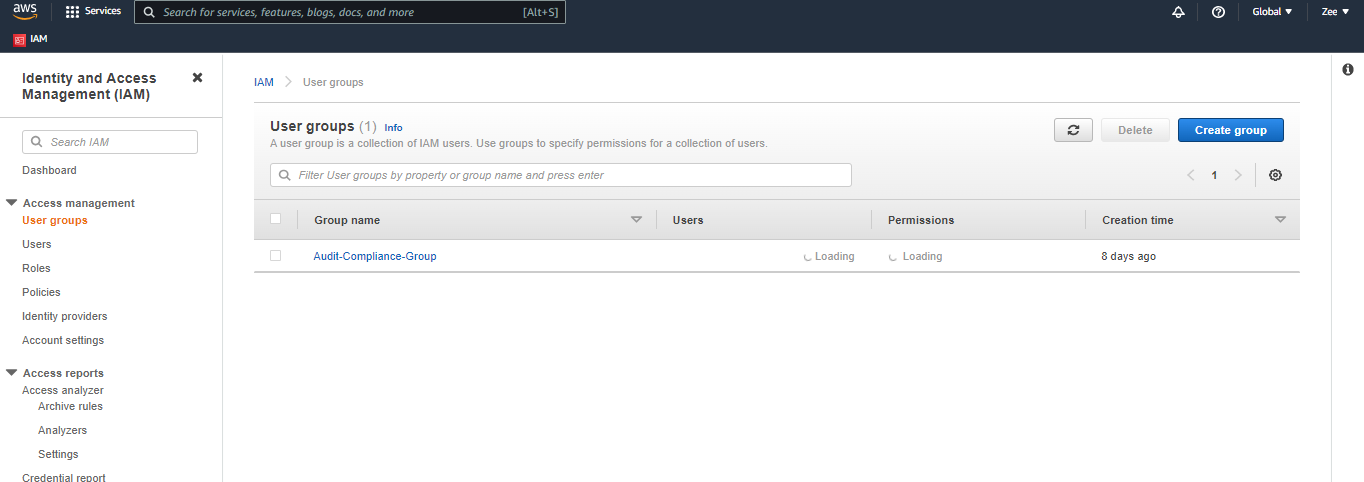 aws
Services
Search for services, features, blogs, docs, and more
[Alt+S]
Global
Zee
IAM
Identity and Access
Management (IAM)
Search IAM
Dashboard
Access management
User groups
Users
Roles
Policies
Identity providers
Account settings
Access reports
Access analyzer
Archive rules
Analyzers
Settings
Credential report
IAM
User groups
User groups (1) Info
A user group is a collection of IAM users. Use groups to specify permissions for a collection of users.
Delete
Create group
Filter User groups by property or group name and press enter
1
Group name
Users
Permissions
Creation time
Audit-Compliance-Group
Loading
Loading
8 days ago